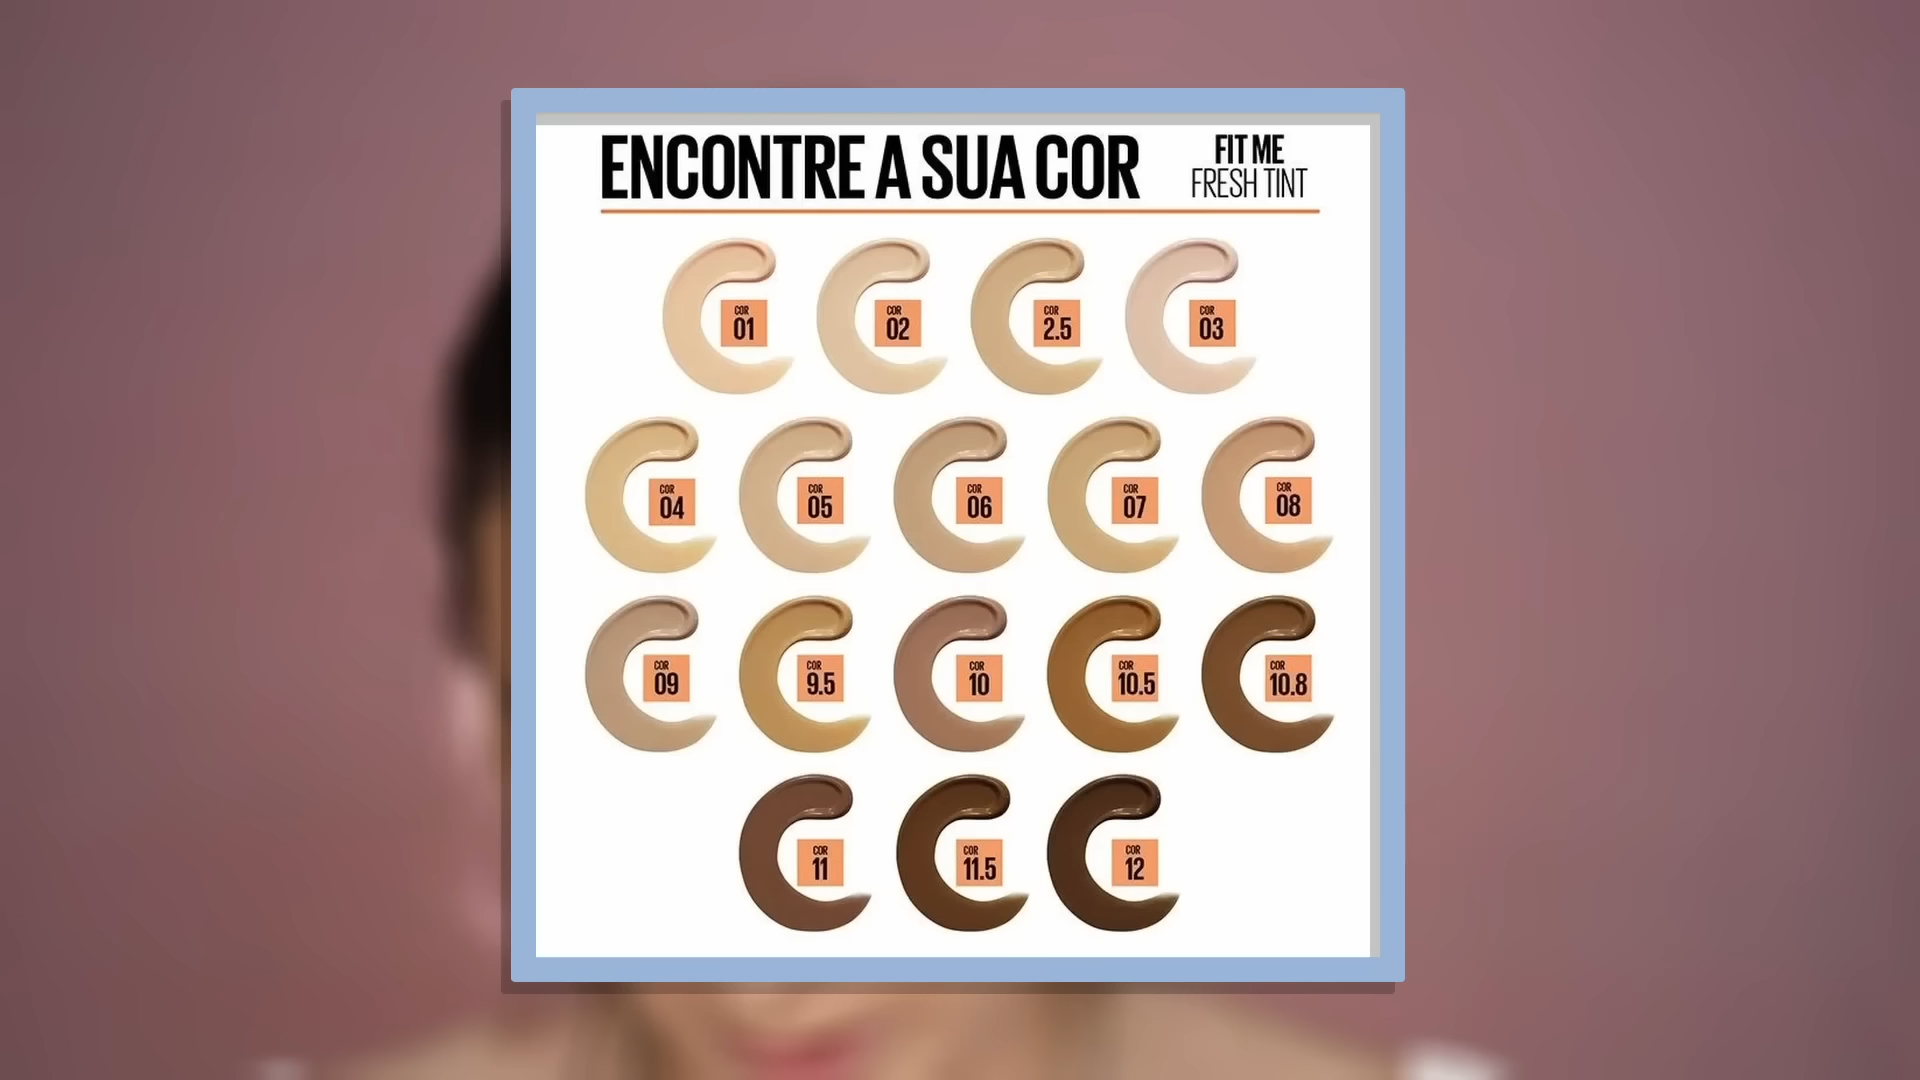 ENCONTRE A SUA COR
FIT ME
FRESH TINT
COR
01
COR
02
COR
2.5
COR
03
COR
04
COR
05
COR
06
COR
07
COR
08
COR
09
COR
9.5
COR
10
COR
10.5
COR
10.8
COR
11
COR
11.5
COR
12